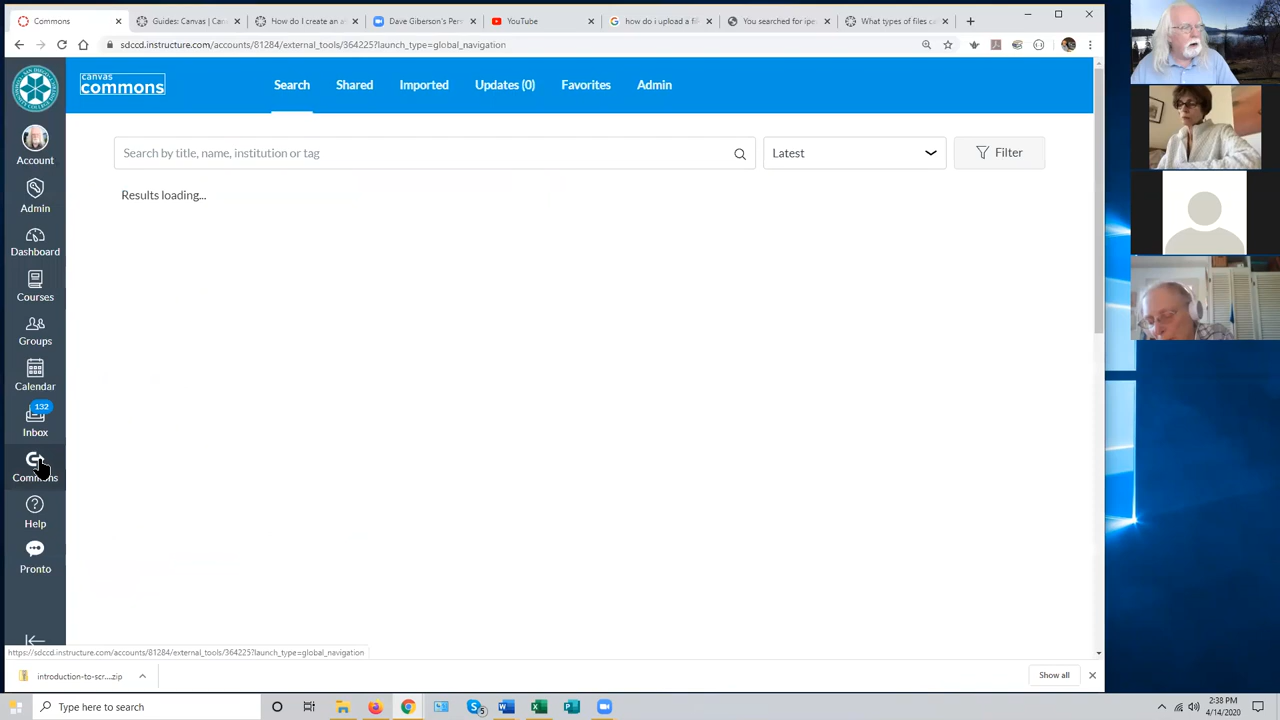 Commons
Guides: Canvas | Can
How do I create an a
Dave Giberson's Per
YouTube
how do i upload a fi
You searched for ipe
What types of files ca
sdccd.instructure.com/accounts/81284/external_tools/364225?launch_type=global_navigation
canvas
commons
Search
Shared
Imported
Updates (0)
Favorites
Admin
Search by title, name, institution or tag
Latest
Filter
Results loading...
Account
Admin
Dashboard
Courses
Groups
Calendar
132
Inbox
Commons
Help
Pronto
https://sdccd.instructure.com/accounts/81284/external_tools/364225?launch_type=global_navigation
introduction-to-scr....zip
Show all
Type here to search
5
2:38 PM
4/14/2020